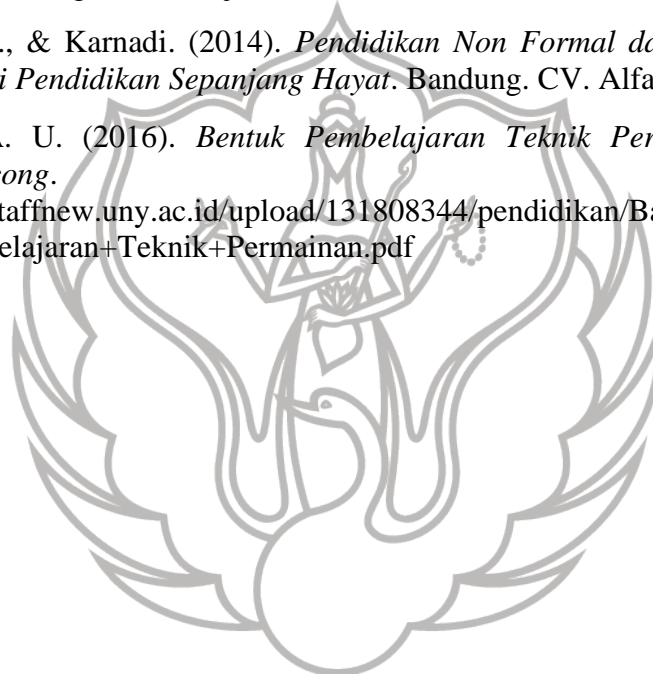 ., & Karnadi. (2014). Pendidikan Non Formal da
i Pendidikan Sepanjang Hayat. Bandung. CV. Alfa
. U. (2016). Bentuk Pembelajaran Teknik Per
ong.
taffnew.uny.ac.id/upload/131808344/pendidikan/Ba
elajaran+Teknik+Permainan.pdf